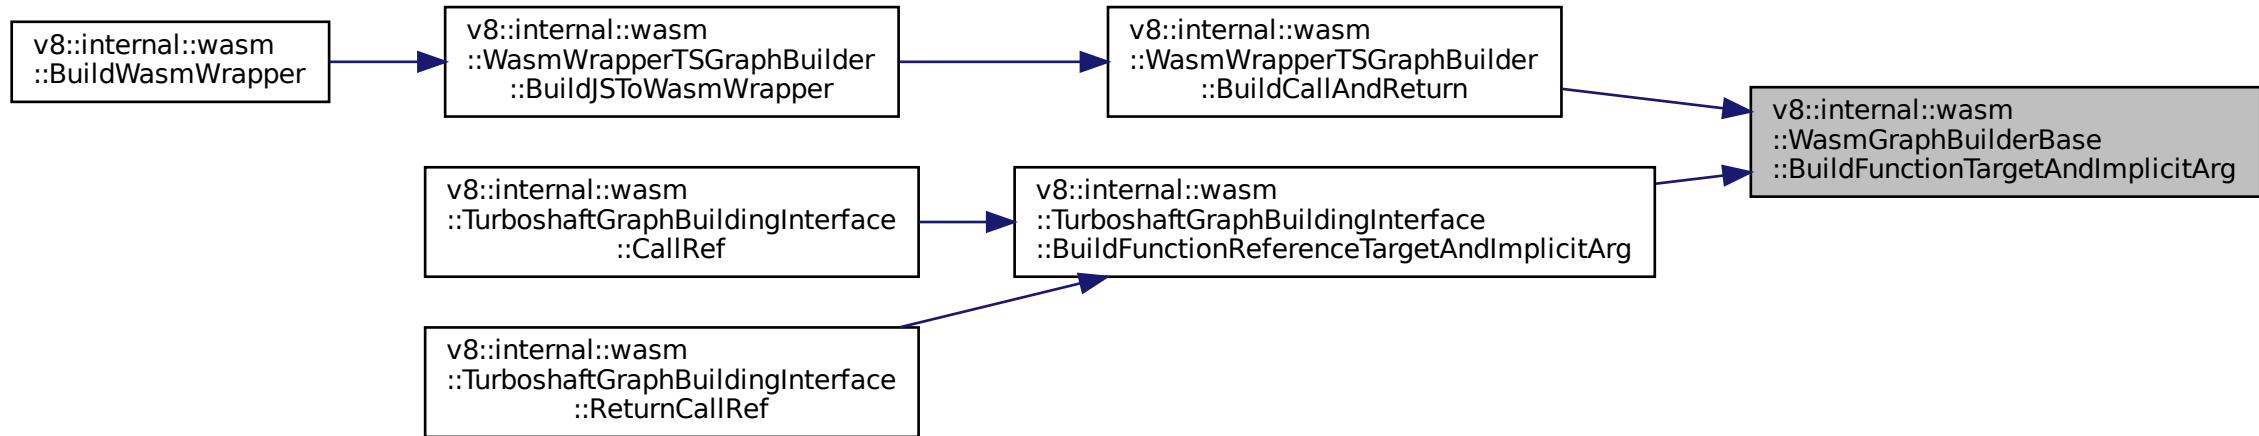 v8::internal::wasm
::BuildWasmWrapper
v8::internal::wasm
::WasmWrapperTSGraphBuilder
::BuildJSToWasmWrapper
v8::internal::wasm
::WasmWrapperTSGraphBuilder
::BuildCallAndReturn
v8::internal::wasm
::WasmGraphBuilderBase
::BuildFunctionTargetAndImplicitArg
v8::internal::wasm
::TurboshaftGraphBuildingInterface
::CallRef
v8::internal::wasm
::TurboshaftGraphBuildingInterface
::BuildFunctionReferenceTargetAndImplicitArg
v8::internal::wasm
::TurboshaftGraphBuildingInterface
::ReturnCallRef